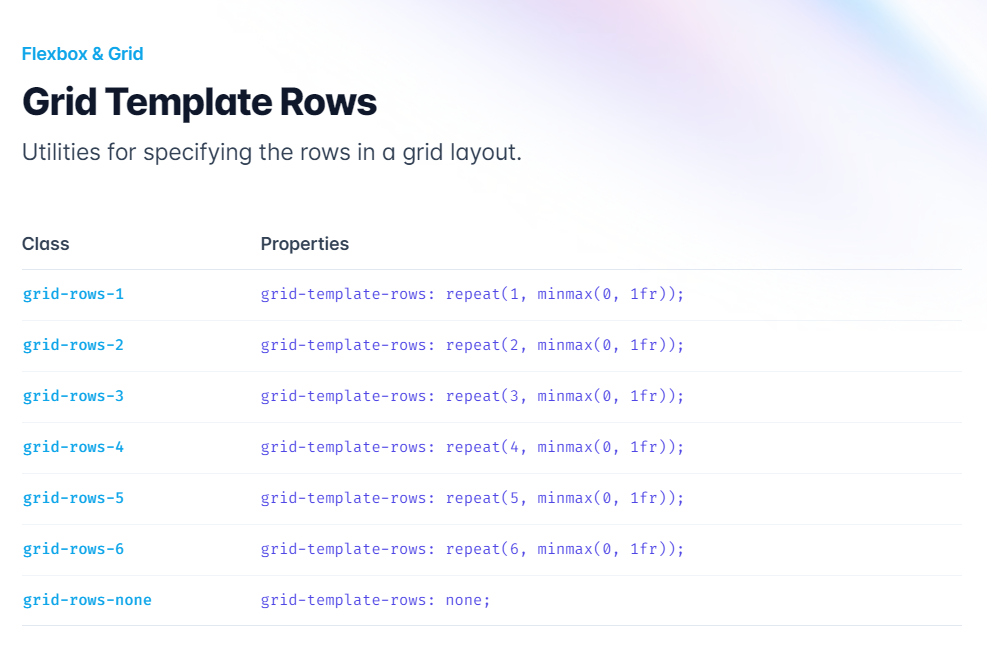 Flexbox & Grid
Grid Template Rows
Utilities for specifying the rows in a grid layout.
Class Properties
grid-rows-1 grid-template-rows: repeat(1, minmax(0, 1fr));
grid-rows-2 grid-template-rows: repeat(2, minmax(0, 1fr));
grid-rows-3 grid-template-rows: repeat(3, minmax(0, 1fr));
grid-rows-4 grid-template-rows: repeat(4, minmax(0, 1fr));
grid-rows-5 grid-template-rows: repeat(5, minmax(0, 1fr));
grid-rows-6 grid-template-rows: repeat(6, minmax(0, 1fr));
grid-rows-none grid-template-rows: none;